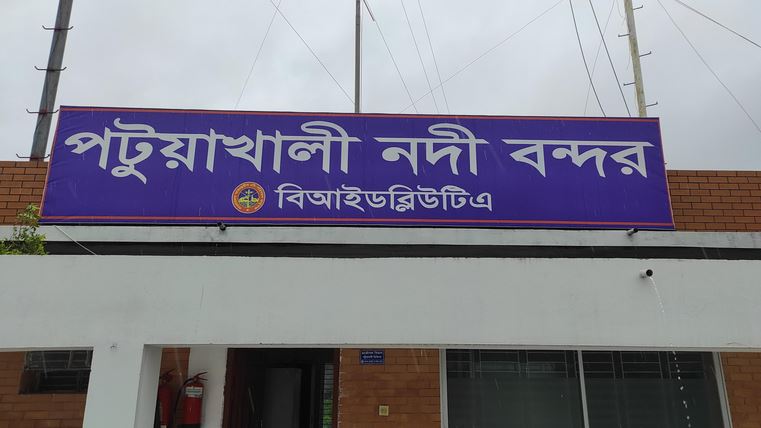 পটুয়াখালী নদী বন্দর
বিআইডব্লিউটিএ